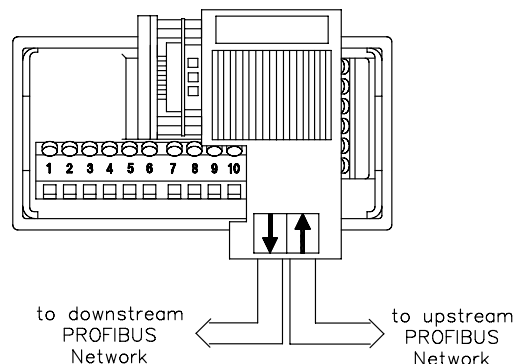 1 2 3 4 5 6 7 8 9 10
to downstream
PROFIBUS
Network
to upstream
PROFIBUS
Network